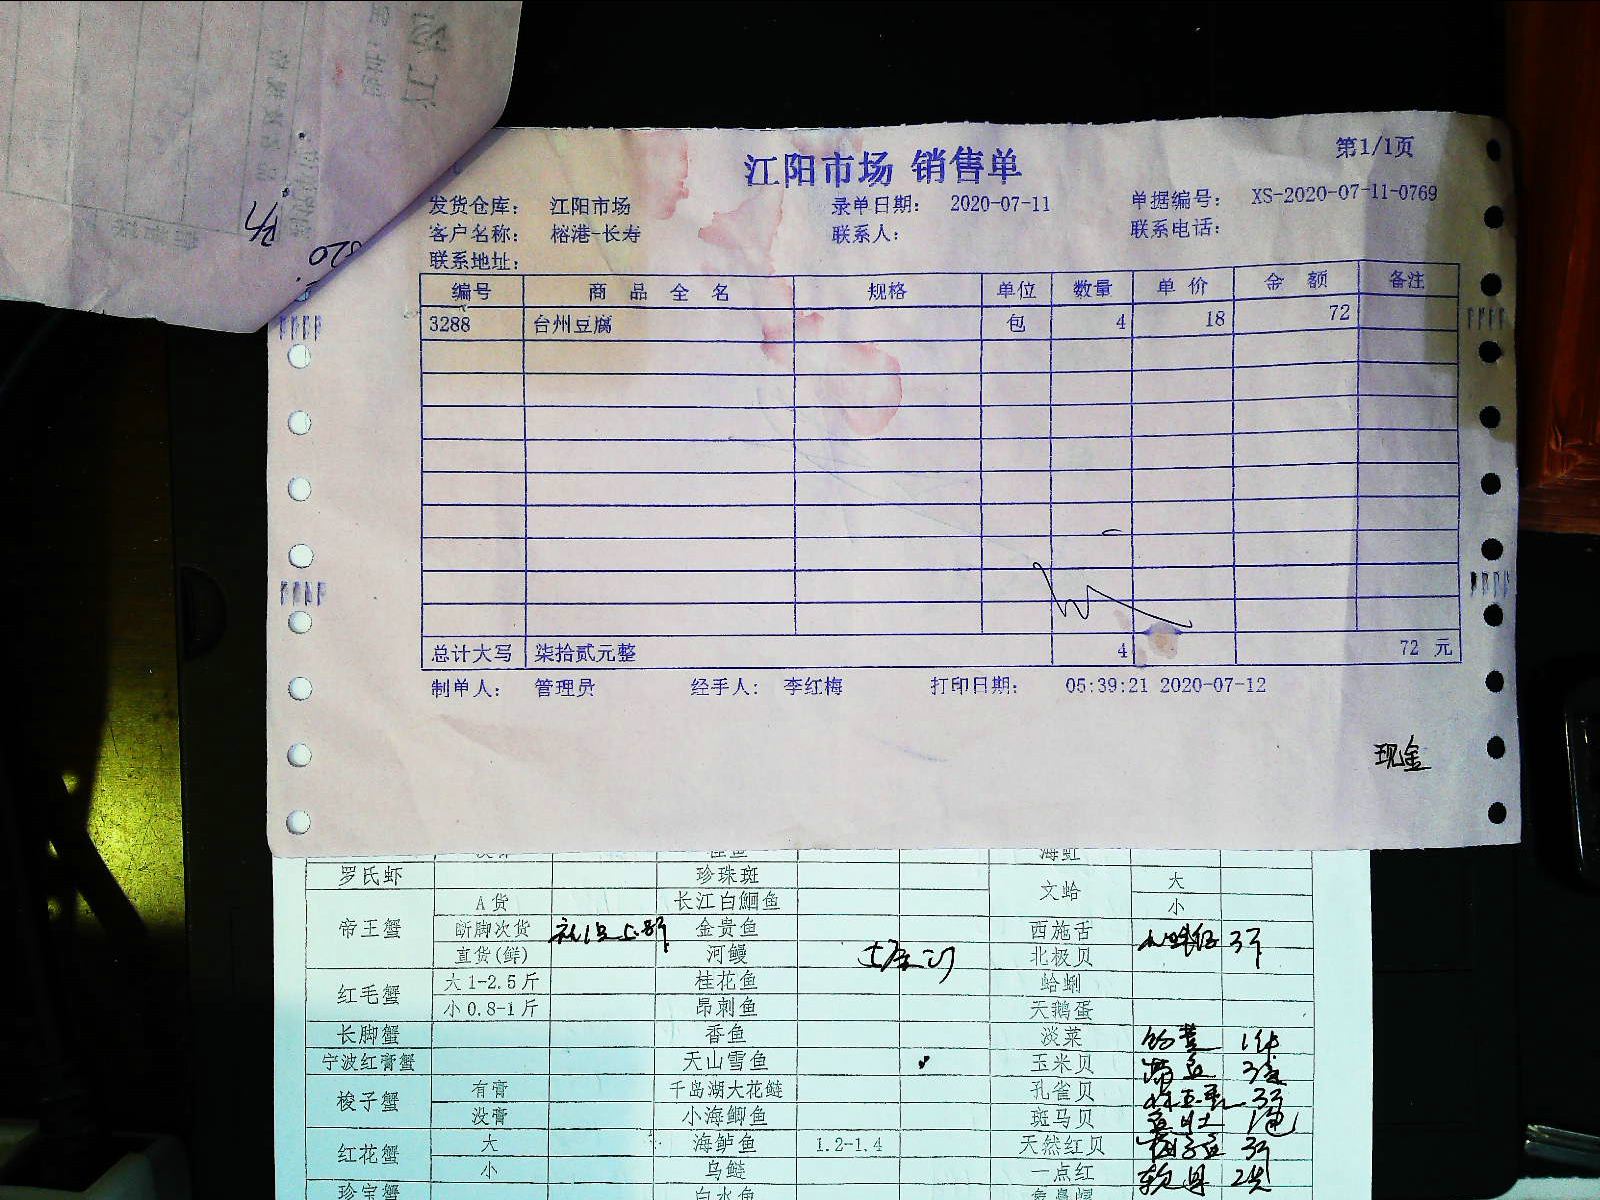 江阳市场 销售单
第1/1页
发货仓库: 江阳市场 录单日期: 2020-07-11 单据编号: XS-2020-07-11-0769
客户名称: 榕港-长寿 联系人: 联系电话:
联系地址:
编号 商品全名 规格 单位 数量 单价 金额 备注
3288 台州豆腐 包 4 18 72
总计大写 柒拾贰元整 4 72 元
制单人: 管理员 经手人: 李红梅 打印日期: 05:39:21 2020-07-12
现金
罗氏虾 珍珠斑 文蛤 大
A货 长江白鮰鱼 小
帝王蟹 断脚次货 金贵鱼 西施舌
直货(鲜) 河鳗 北极贝
红毛蟹 大1-2.5斤 桂花鱼 蛤蜊
小0.8-1斤 昂刺鱼 天鹅蛋
长脚蟹 香鱼 淡菜
宁波红膏蟹 天山雪鱼 玉米贝
梭子蟹 有膏 千岛湖大花鲢 孔雀贝
没膏 小海鲫鱼 斑马贝
红花蟹 大 海鲈鱼 1.2-1.4 天然红贝
小 乌鲢 一点红
珍宝蟹 白水鱼